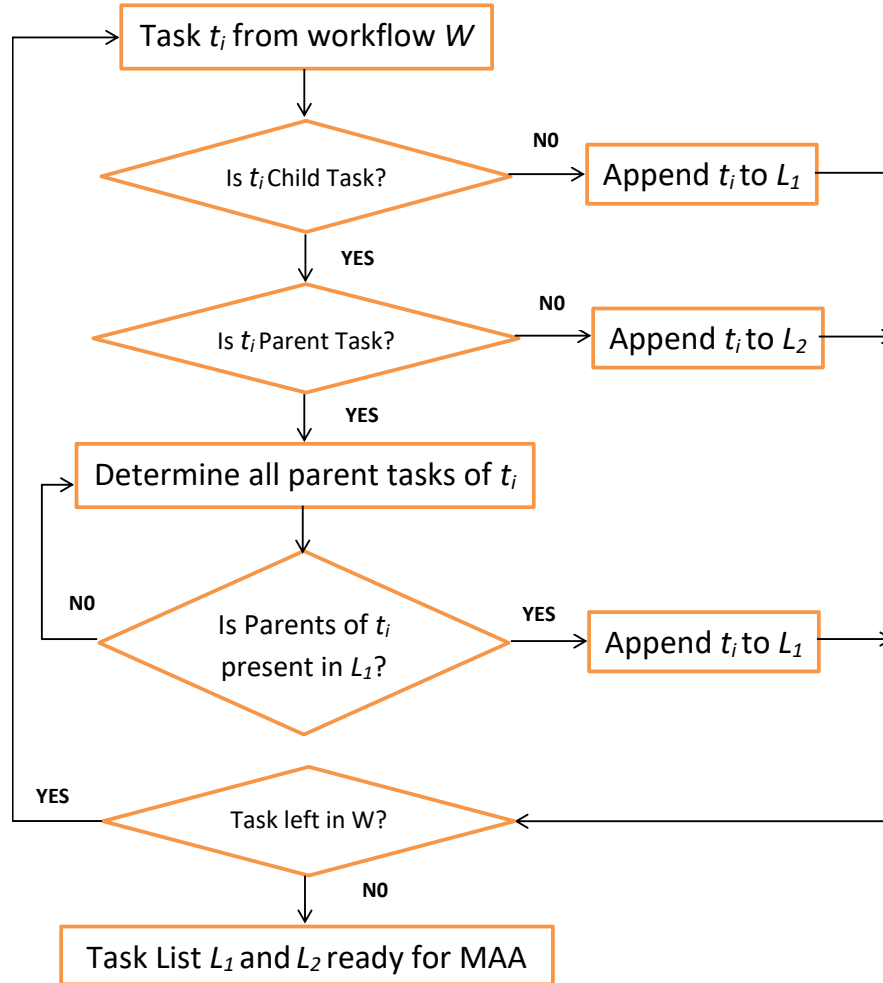 Task ti from workflow W
Is ti Child Task?
N0
Append ti to L1
YES
Is ti Parent Task?
N0
Append ti to L2
YES
Determine all parent tasks of ti
N0
Is Parents of ti
present in L1?
YES
Append ti to L1
YES
Task left in W?
N0
Task List L1 and L2 ready for MAA